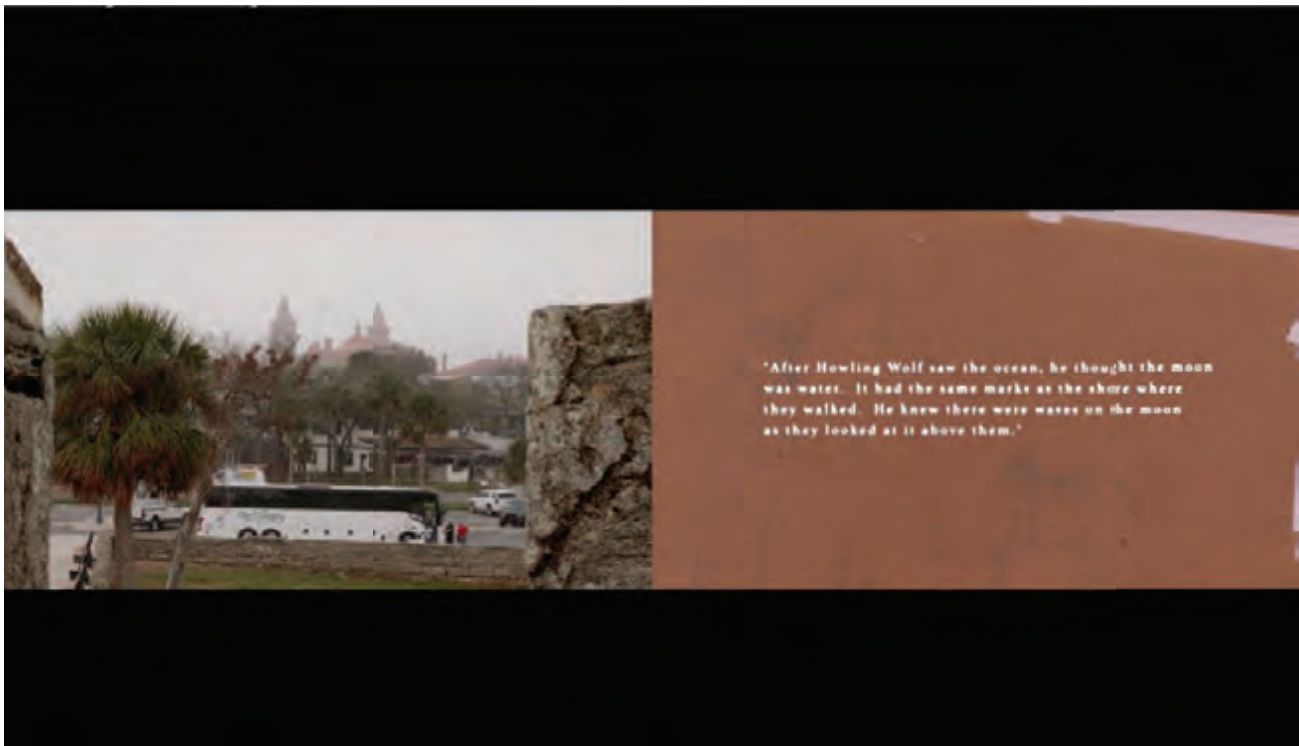 "After Howling Wolf saw the ocean, he thought the moon
was water. It had the same marks as the shore where
they walked. He knew there were waves on the moon
as they looked at it above them."